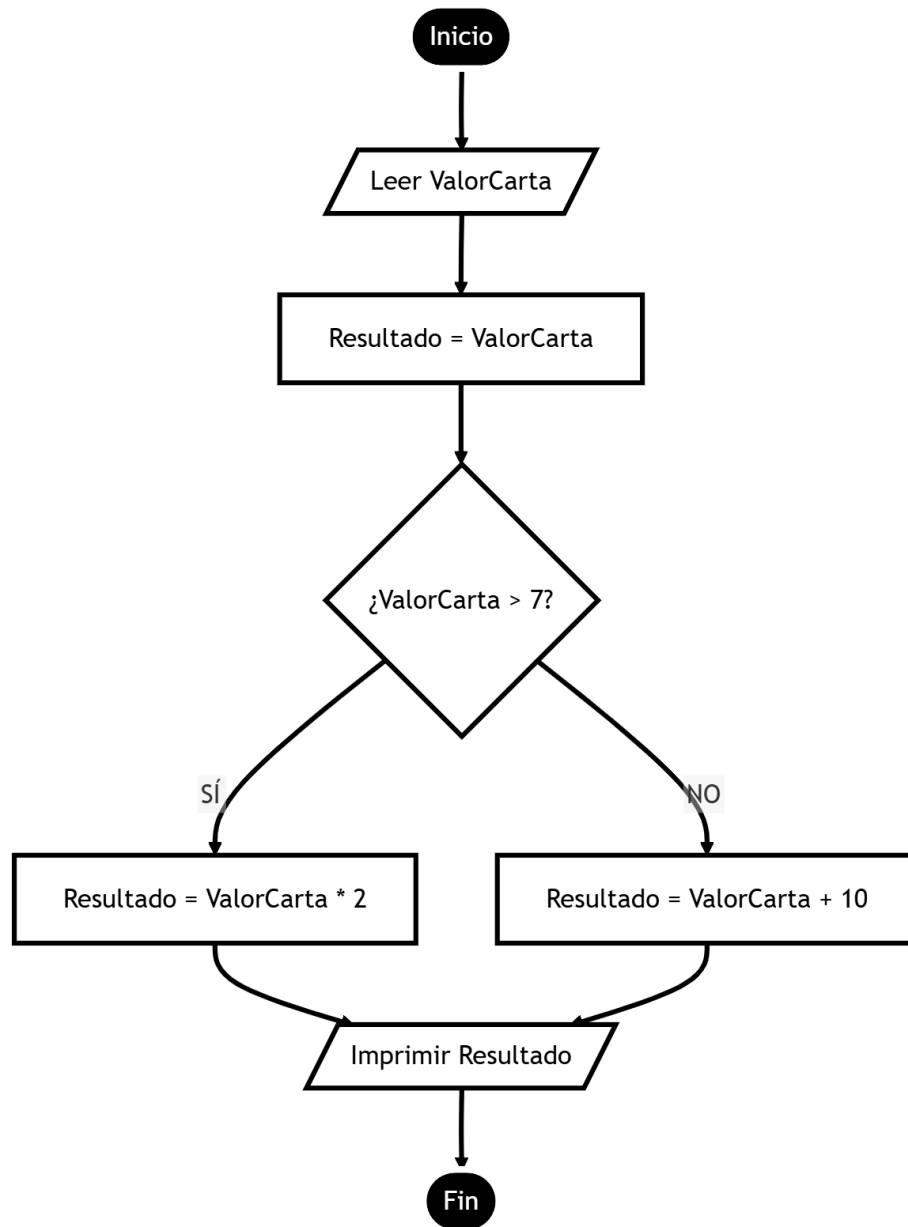 Inicio
Leer ValorCarta
Resultado = ValorCarta
¿ValorCarta > 7?
SÍ
NO
Resultado = ValorCarta * 2
Resultado = ValorCarta + 10
Imprimir Resultado
Fin